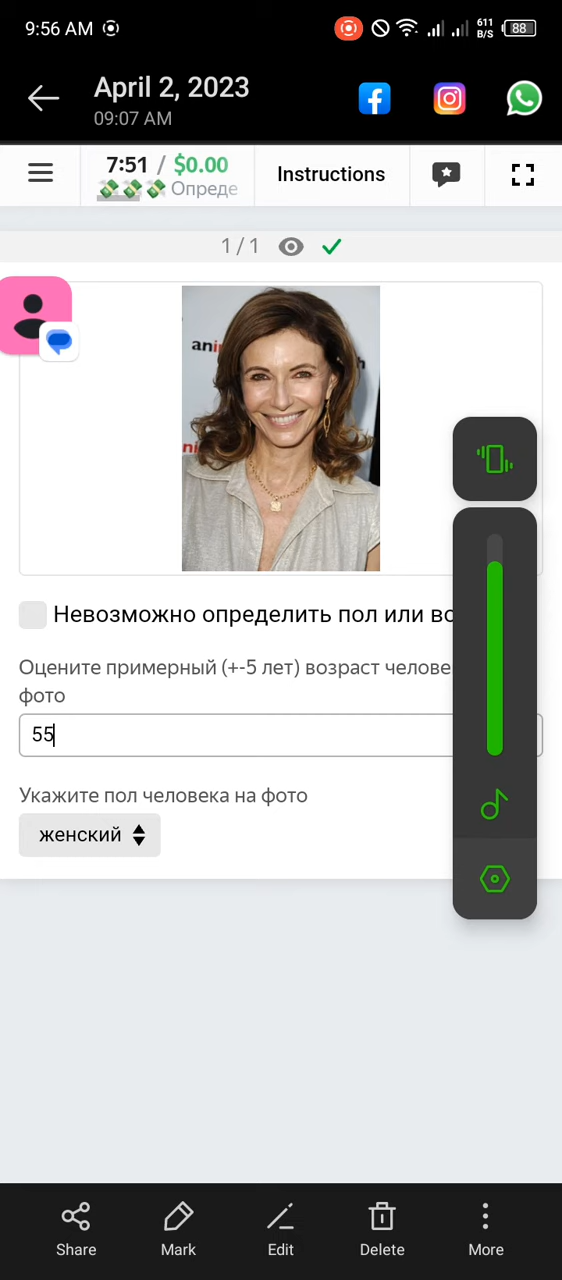 9:56 AM
611
B/S
88
April 2, 2023
09:07 AM
7:51 / $0.00
Опреде
Instructions
1 / 1
ani
ni
h
Невозможно определить пол или во
Оцените примерный (+-5 лет) возраст челове
фото
55
Укажите пол человека на фото
женский
Share
Mark
Edit
Delete
More